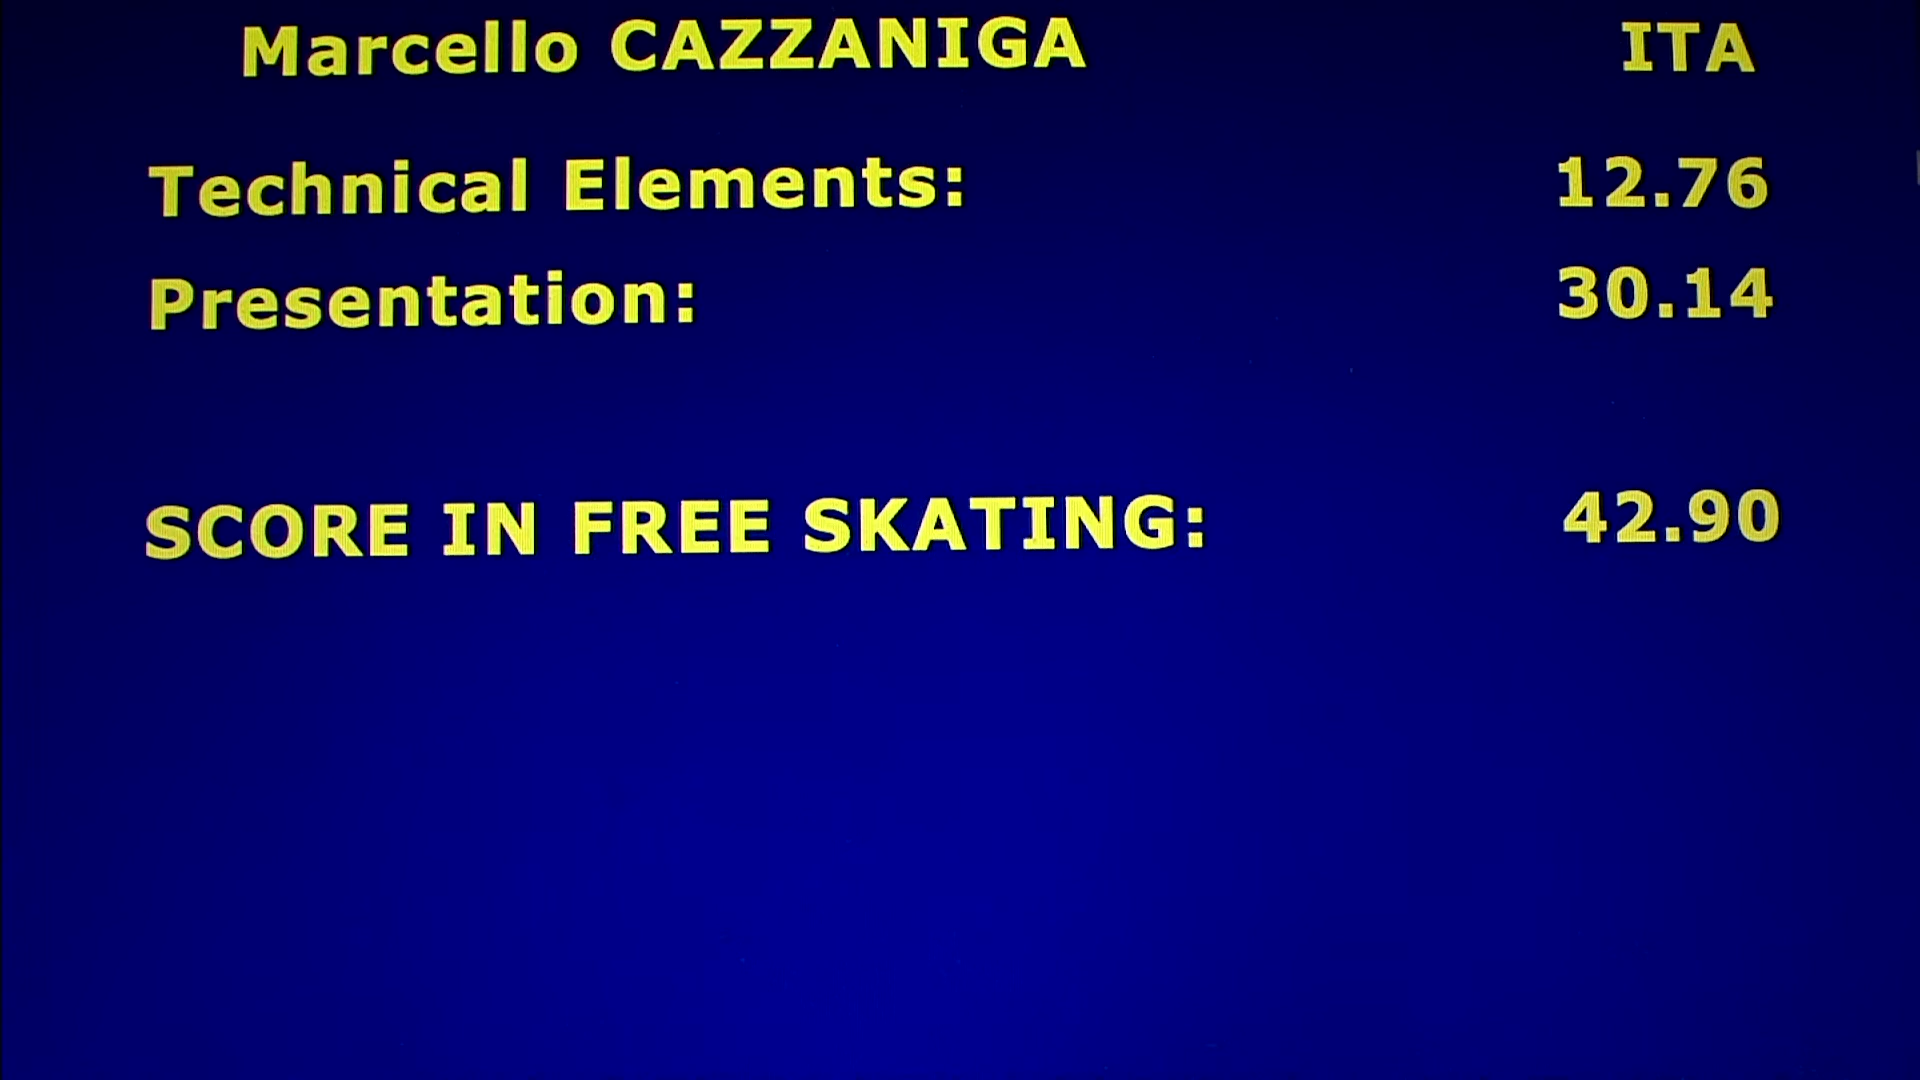 Marcello CAZZANIGA ITA
Technical Elements: 12.76
Presentation: 30.14
SCORE IN FREE SKATING: 42.90